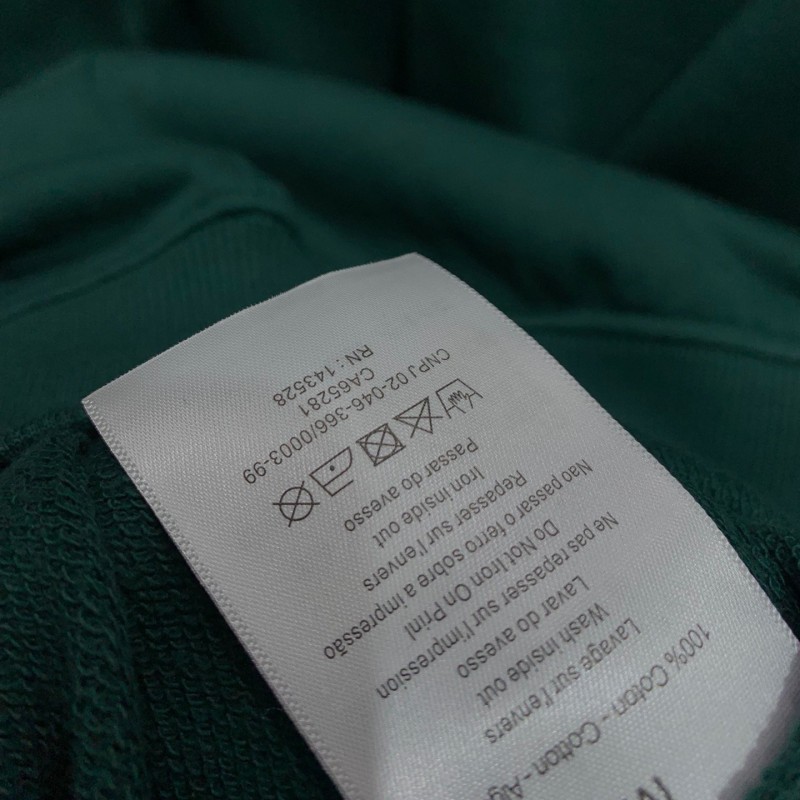 100% Cotton - Cotton - Alg
Lavage sur l'envers
Wash inside out
Lavar do avesso
Ne pas repasser sur l'impression
Do Not Iron On Print
Nao passar o ferro sobre a impressão
Repasser sur l'envers
Iron inside out
Passar do avesso
CNPJ 02-046-366/0003-99
CA65281
RN : 143528